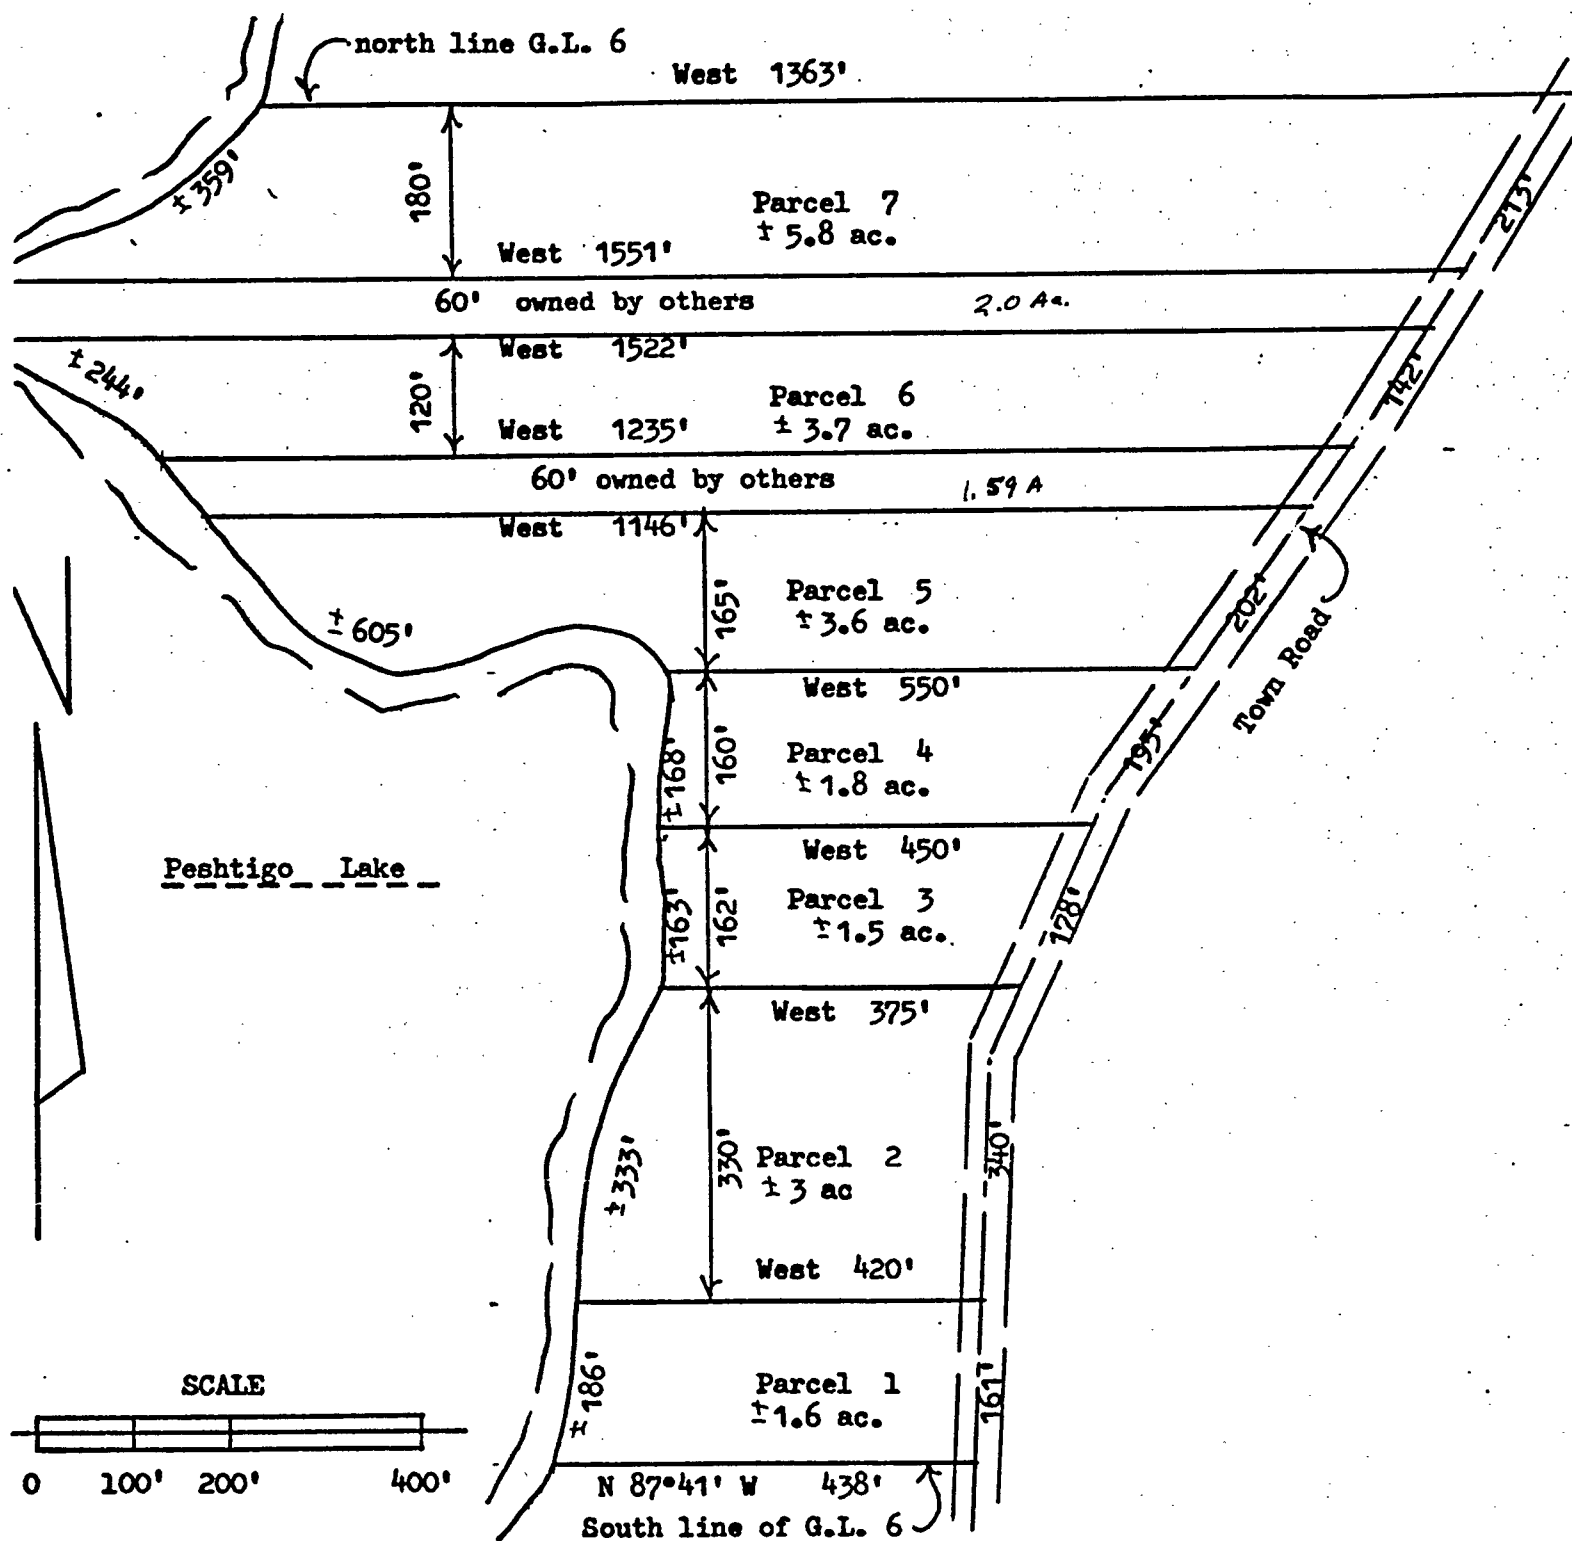 north line G.L. 6
West 1363'
± 359'
180'
Parcel 7
± 5.8 ac.
213'
West 1551'
60' owned by others 2.0 Ac.
West 1522'
± 244'
120'
Parcel 6
± 3.7 ac.
142'
West 1235'
60' owned by others 1.59 A
West 1146'
± 605'
165'
Parcel 5
± 3.6 ac.
202'
Town Road
West 550'
± 168'
160'
Parcel 4
± 1.8 ac.
195'
West 450'
Peshtigo Lake
± 163'
162'
Parcel 3
± 1.5 ac.
178'
West 375'
± 333'
330'
Parcel 2
± 3 ac
340'
West 420'
± 186'
Parcel 1
± 1.6 ac.
161'
SCALE
0 100' 200' 400'
N 87°41' W 438'
South line of G.L. 6